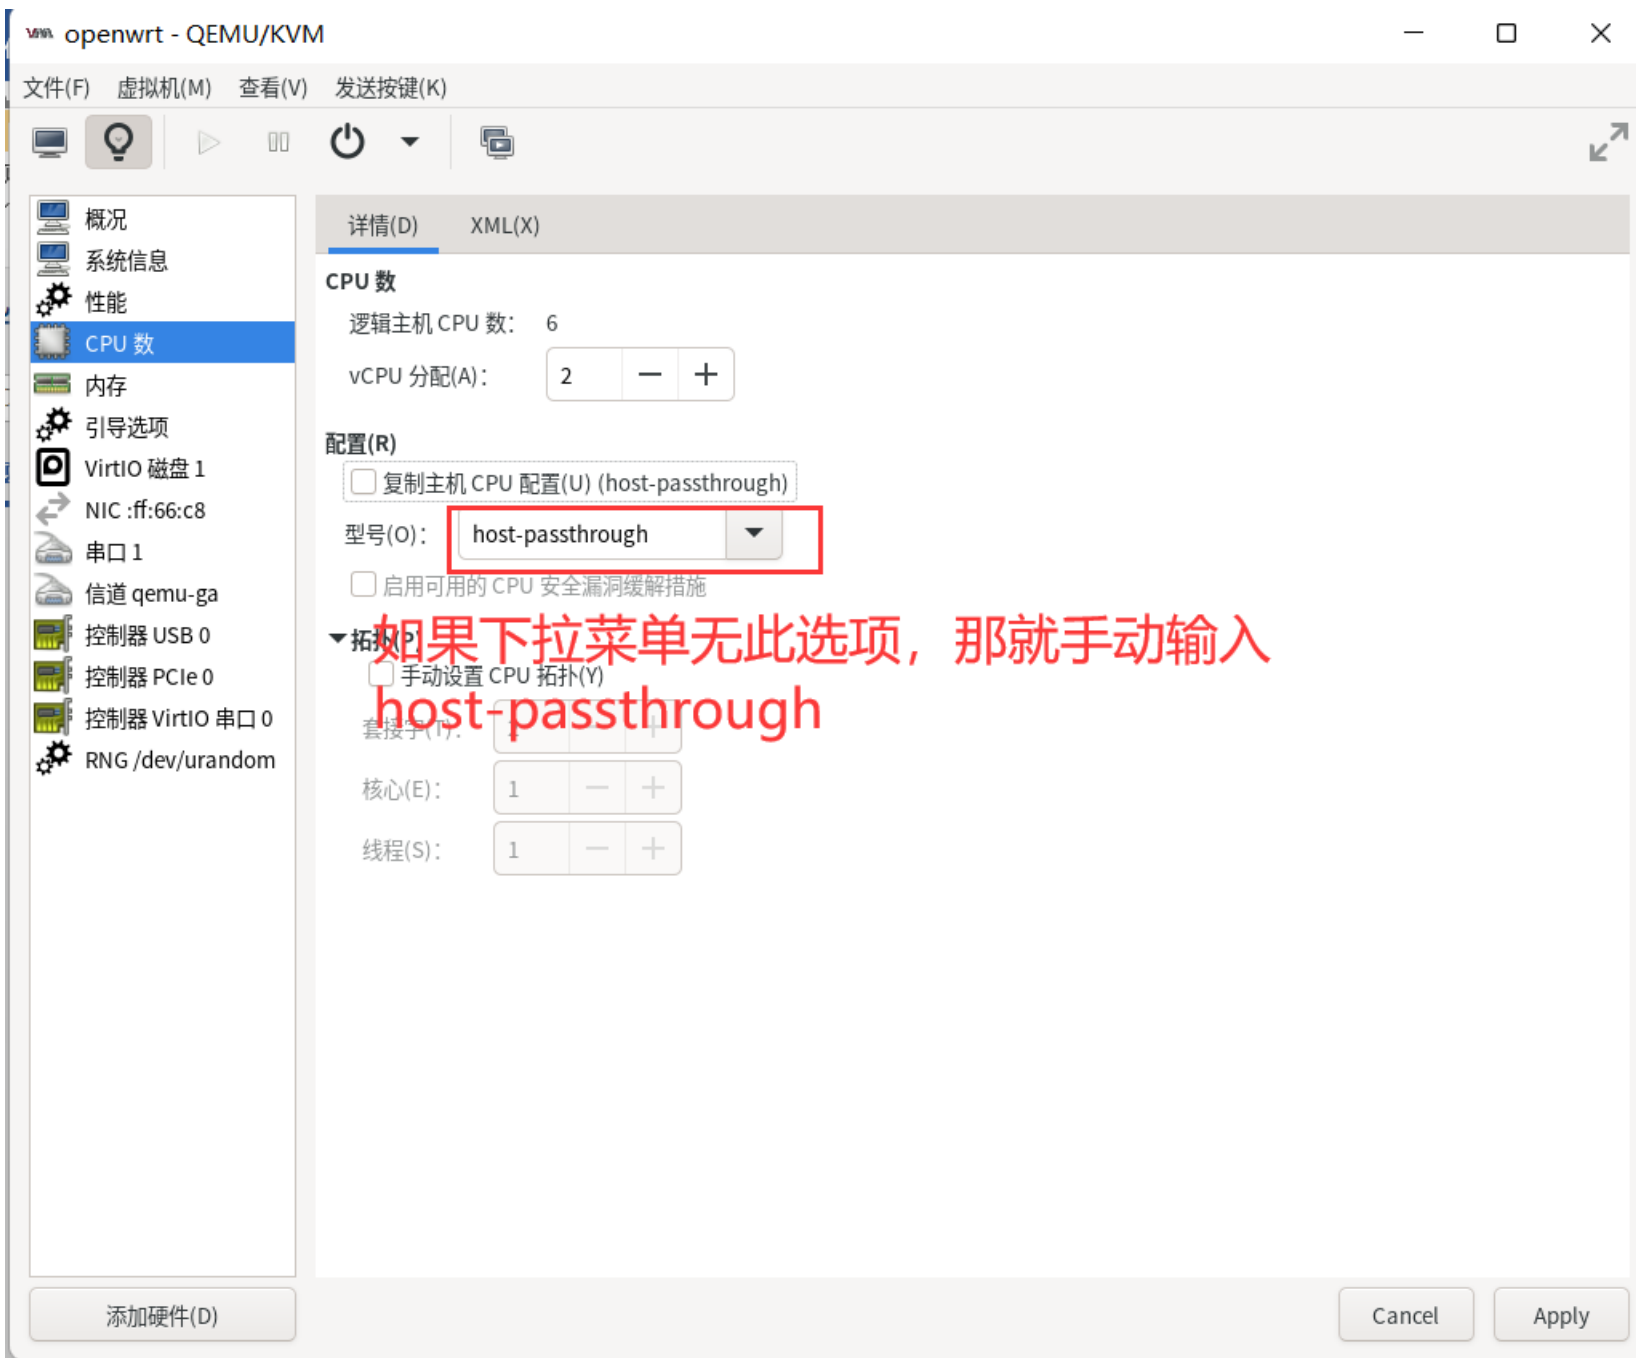 openwrt - QEMU/KVM
文件(F) 虚拟机(M) 查看(V) 发送按键(K)
概况
系统信息
性能
CPU 数
内存
引导选项
VirtIO 磁盘 1
NIC :ff:66:c8
串口 1
信道 qemu-ga
控制器 USB 0
控制器 PCIe 0
控制器 VirtIO 串口 0
RNG /dev/urandom
添加硬件(D)
详情(D) XML(X)
CPU 数
逻辑主机 CPU 数: 6
vCPU 分配(A): 2
配置(R)
复制主机 CPU 配置(U) (host-passthrough)
型号(O): host-passthrough
启用可用的 CPU 安全漏洞缓解措施
如果下拉菜单无此选项，那就手动输入
host-passthrough
拓扑(P)
手动设置 CPU 拓扑(Y)
套接字(T):
核心(E): 1
线程(S): 1
Cancel Apply